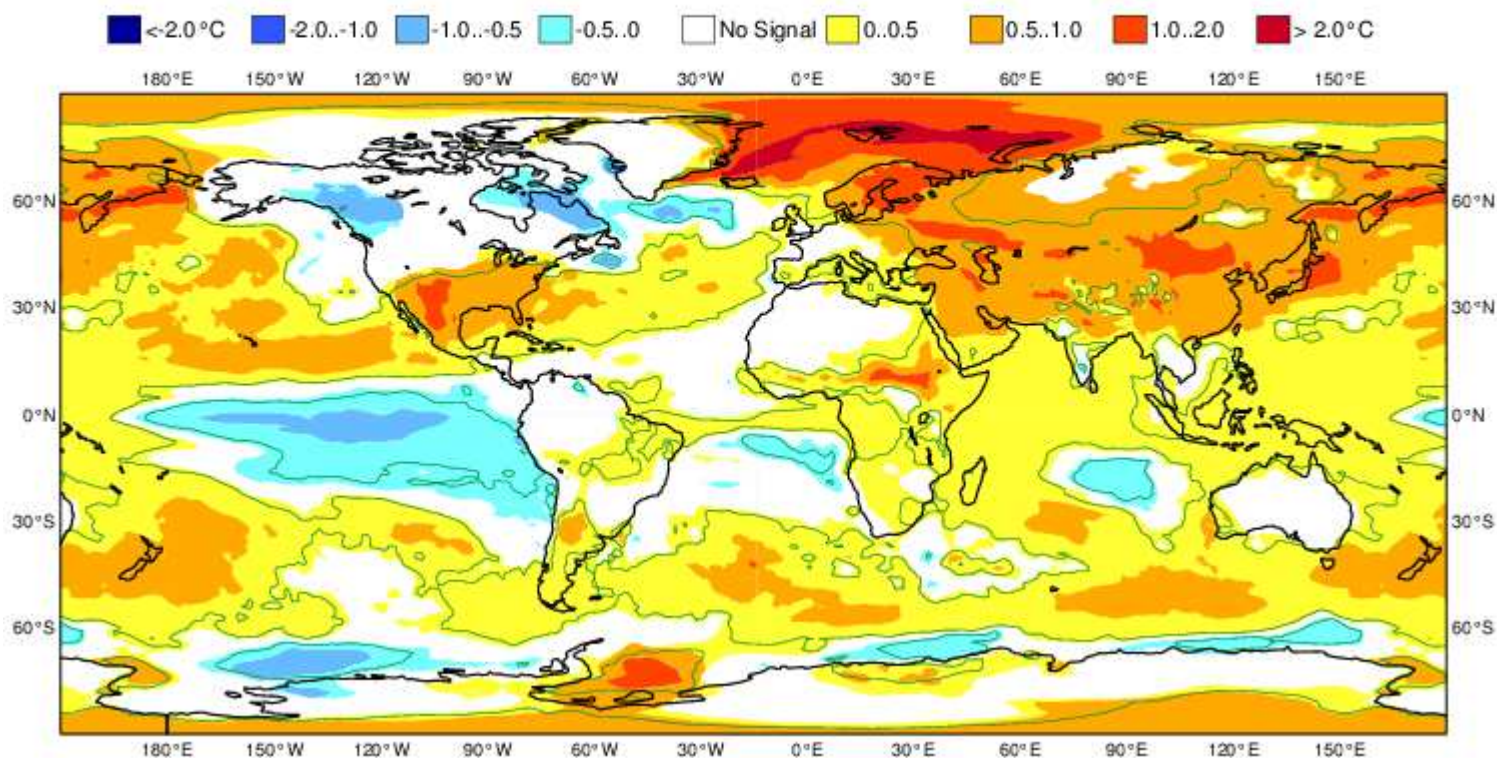 <-2.0°C -2.0..-1.0 -1.0..-0.5 -0.5..0 No Signal 0..0.5 0.5..1.0 1.0..2.0 > 2.0°C
180°E 150°W 120°W 90°W 60°W 30°W 0°E 30°E 60°E 90°E 120°E 150°E
60°N 60°N
30°N 30°N
0°N 0°N
30°S 30°S
60°S 60°S
180°E 150°W 120°W 90°W 60°W 30°W 0°E 30°E 60°E 90°E 120°E 150°E